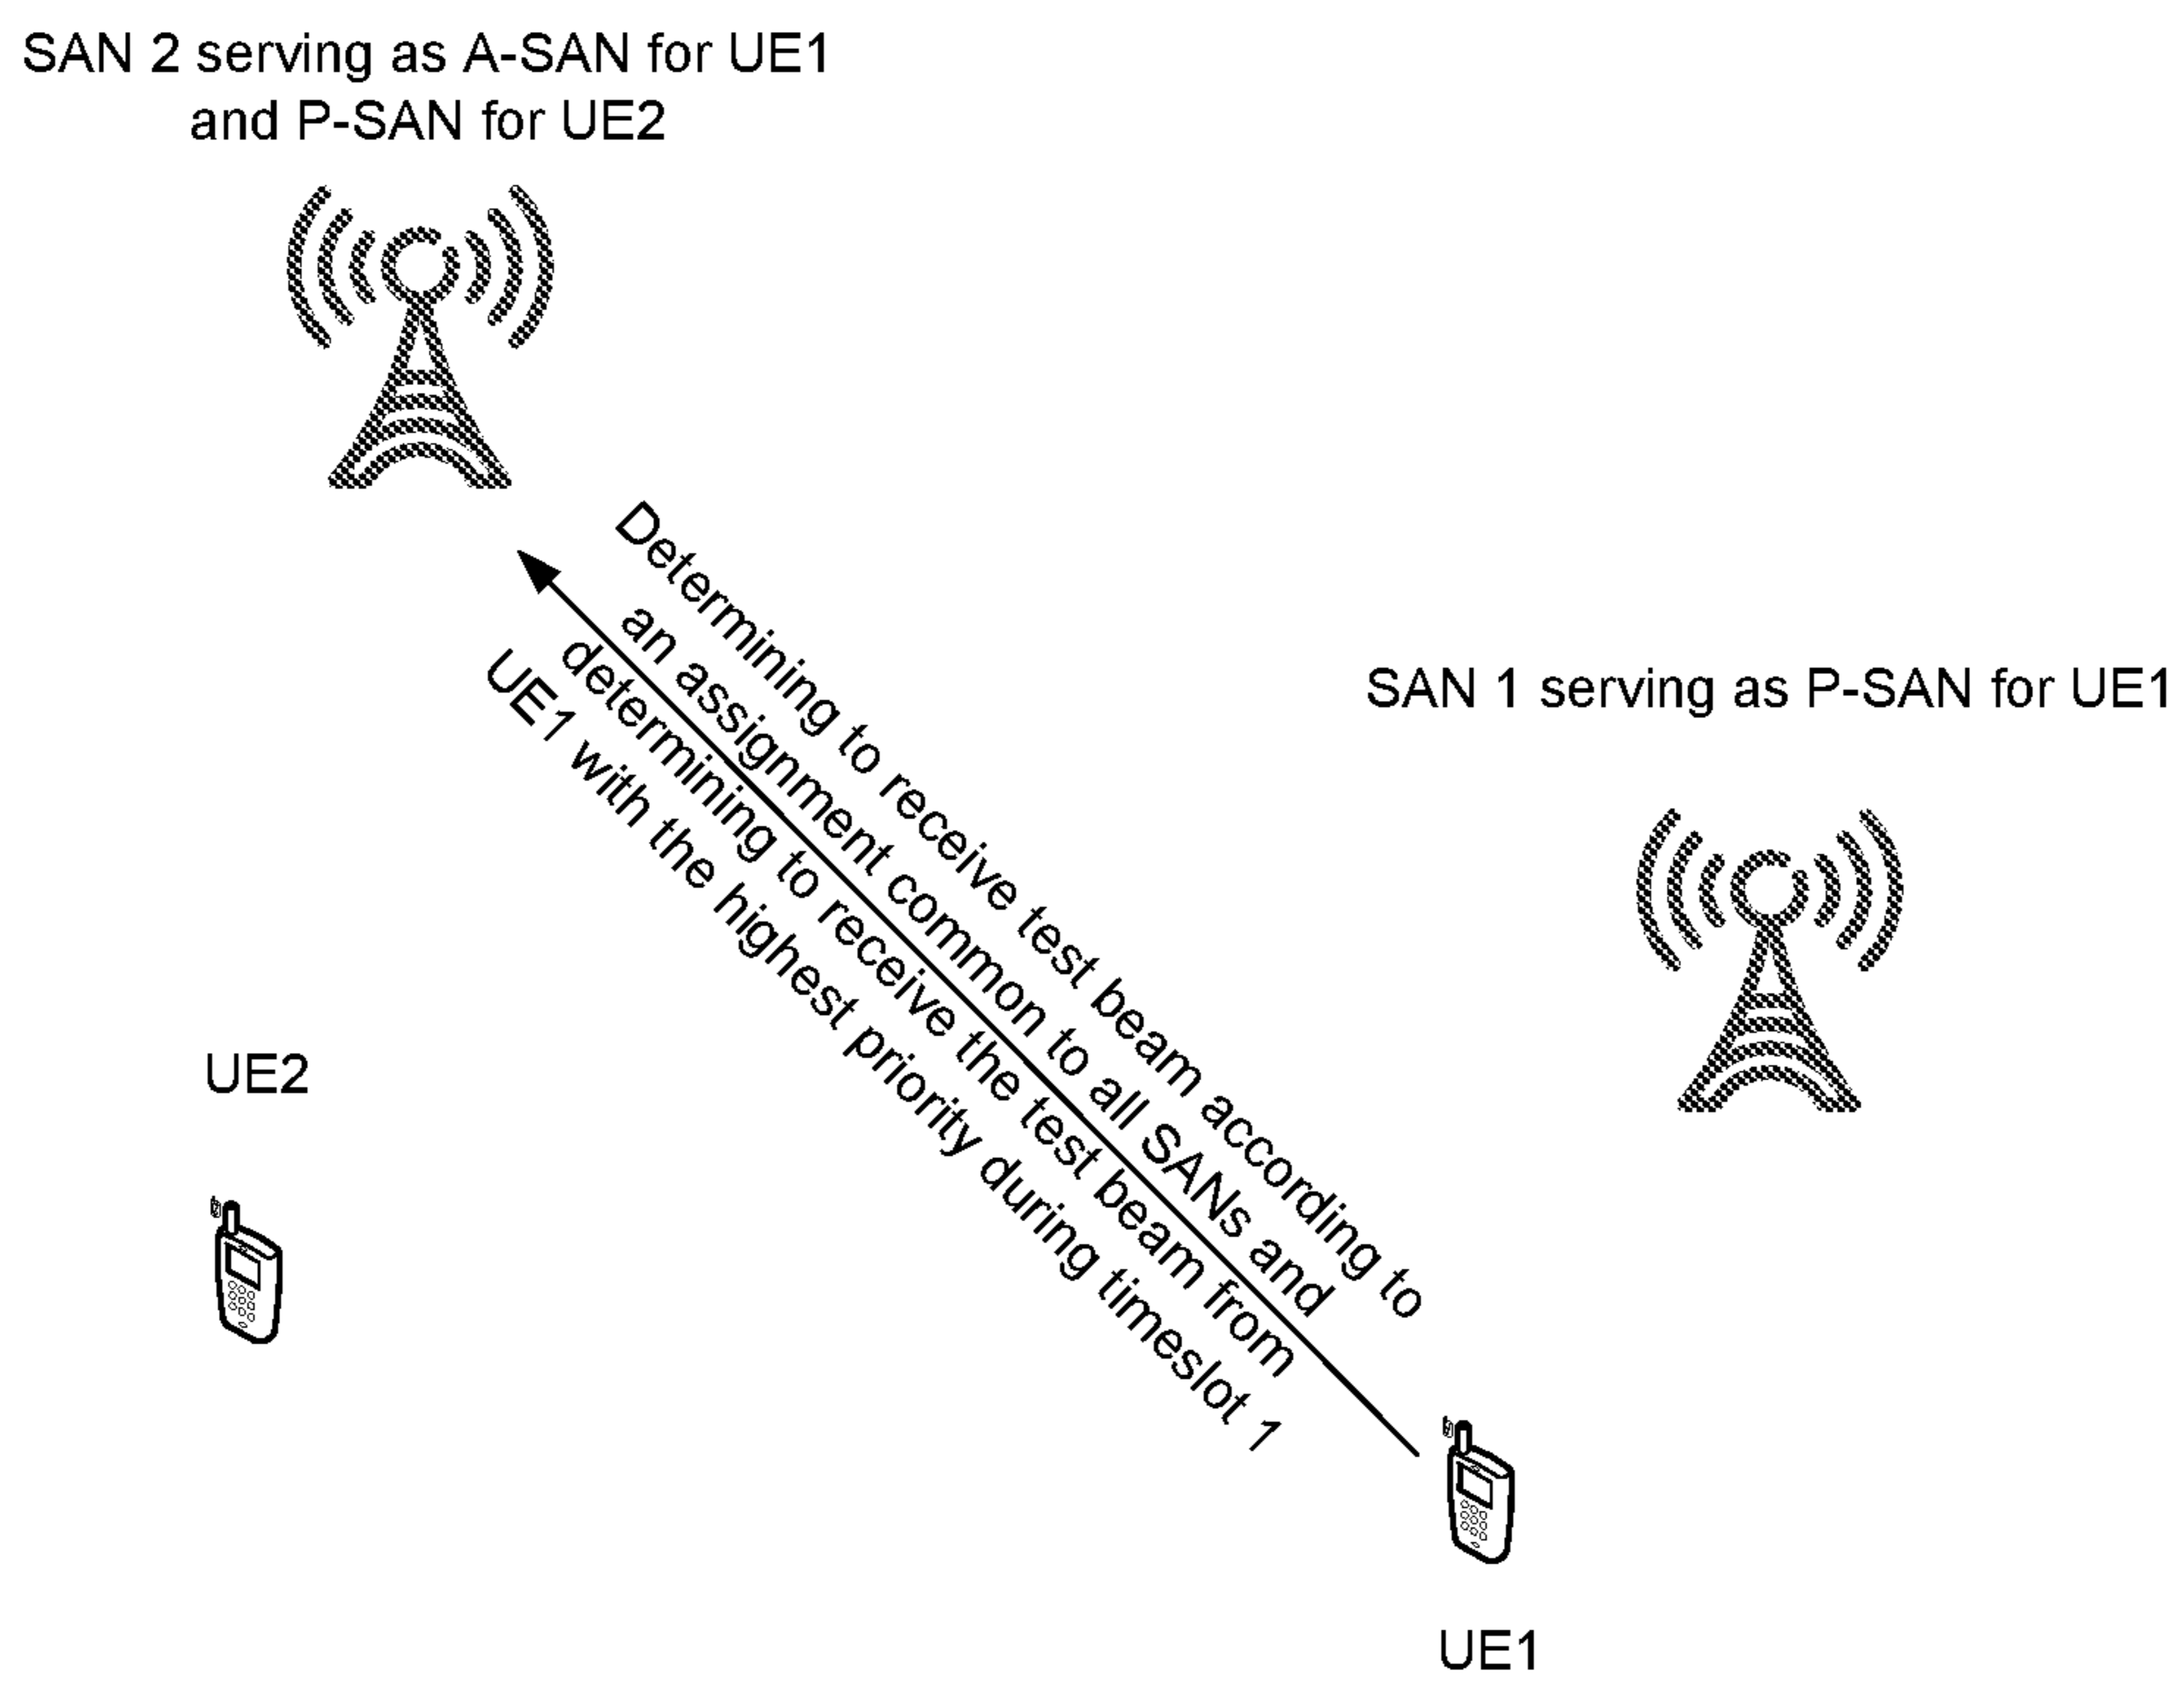 SAN 2 serving as A-SAN for UE1
and P-SAN for UE2
Determining to receive test beam according to
an assignment common to all SANs and
determining to receive the test beam from
UE1 with the highest priority during timeslot 1
SAN 1 serving as P-SAN for UE1
UE2
UE1